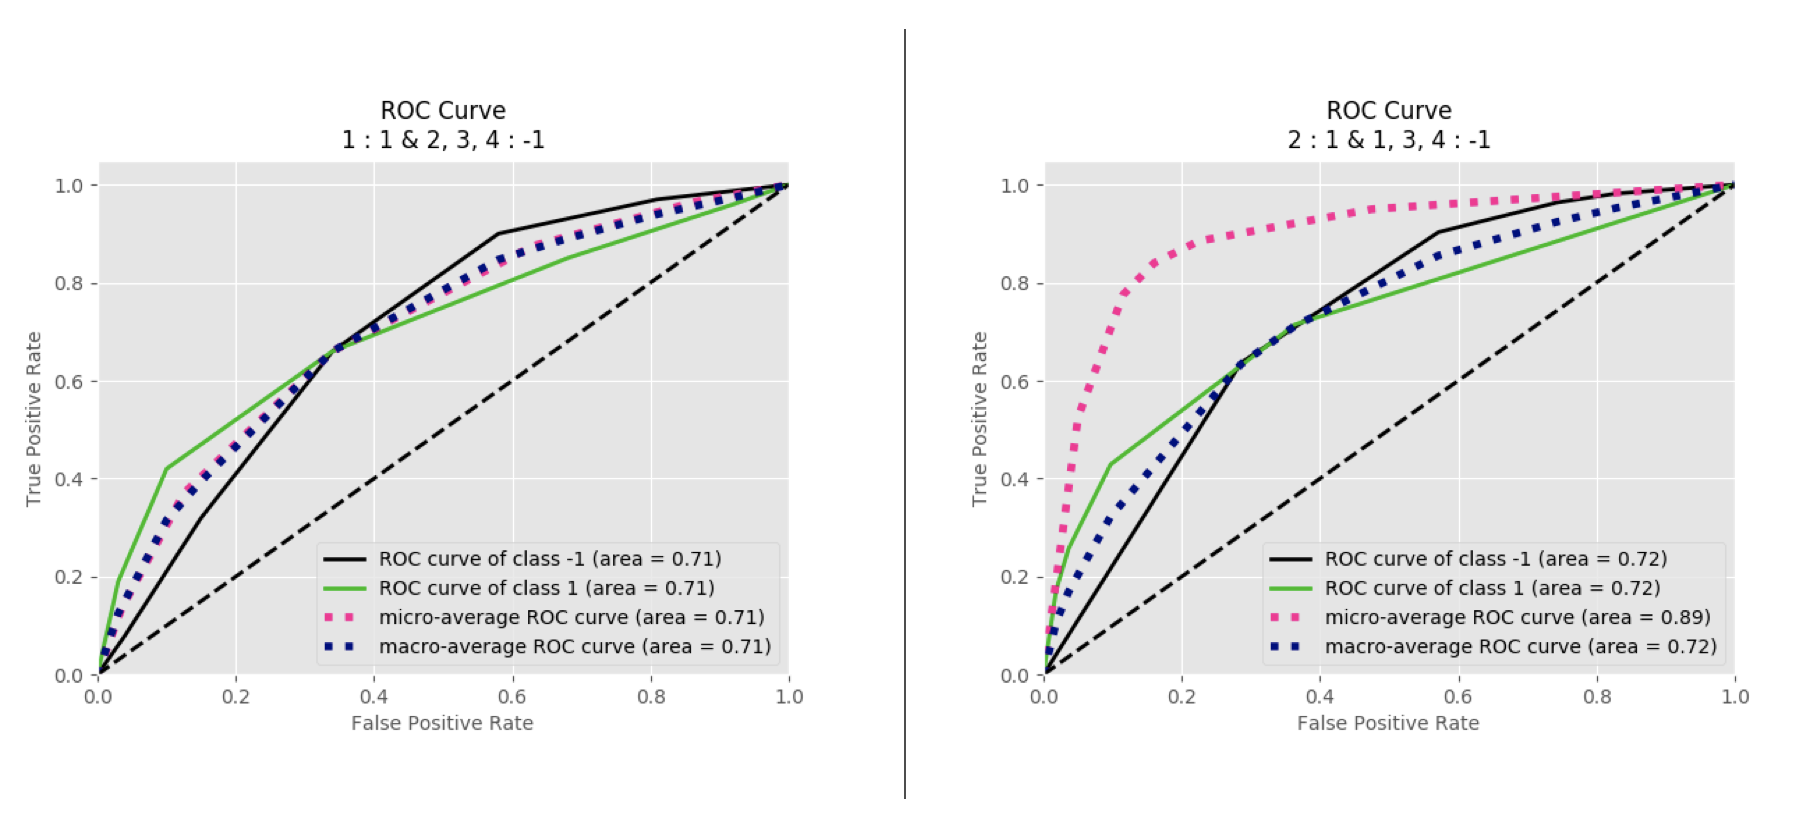 ROC Curve
1 : 1 & 2, 3, 4 : -1
True Positive Rate
1.0
0.8
0.6
0.4
0.2
0.0
ROC curve of class -1 (area = 0.71)
ROC curve of class 1 (area = 0.71)
micro-average ROC curve (area = 0.71)
macro-average ROC curve (area = 0.71)
0.0 0.2 0.4 0.6 0.8 1.0
False Positive Rate
ROC Curve
2 : 1 & 1, 3, 4 : -1
True Positive Rate
1.0
0.8
0.6
0.4
0.2
0.0
ROC curve of class -1 (area = 0.72)
ROC curve of class 1 (area = 0.72)
micro-average ROC curve (area = 0.89)
macro-average ROC curve (area = 0.72)
0.0 0.2 0.4 0.6 0.8 1.0
False Positive Rate